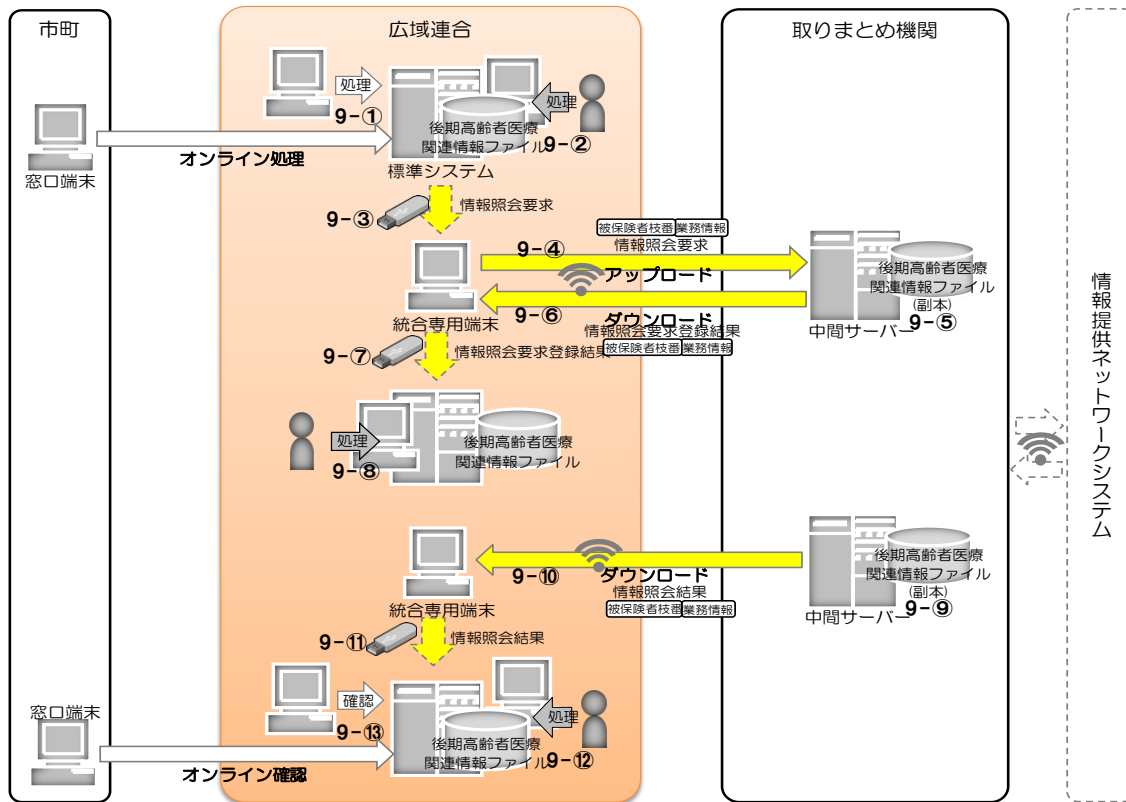 市町
広域連合
取りまとめ機関
処理
9-①
処理
後期高齢者医療
関連情報ファイル
9-②
オンライン処理
窓口端末
標準システム
9-③
情報照会要求
被保険者枝番
業務情報
9-④
情報照会要求
アップロード
後期高齢者医療
関連情報ファイル
(副本)
9-⑤
中間サーバー
9-⑥
ダウンロード
情報照会要求登録結果
被保険者枝番
業務情報
統合専用端末
9-⑦
情報照会要求登録結果
処理
9-⑧
後期高齢者医療
関連情報ファイル
情報提供ネットワークシステム
9-⑩
ダウンロード
情報照会結果
被保険者枝番
業務情報
後期高齢者医療
関連情報ファイル
(副本)
9-⑨
中間サーバー
統合専用端末
9-⑪
情報照会結果
確認
9-⑬
処理
後期高齢者医療
関連情報ファイル
9-⑫
窓口端末
オンライン確認
標準システム